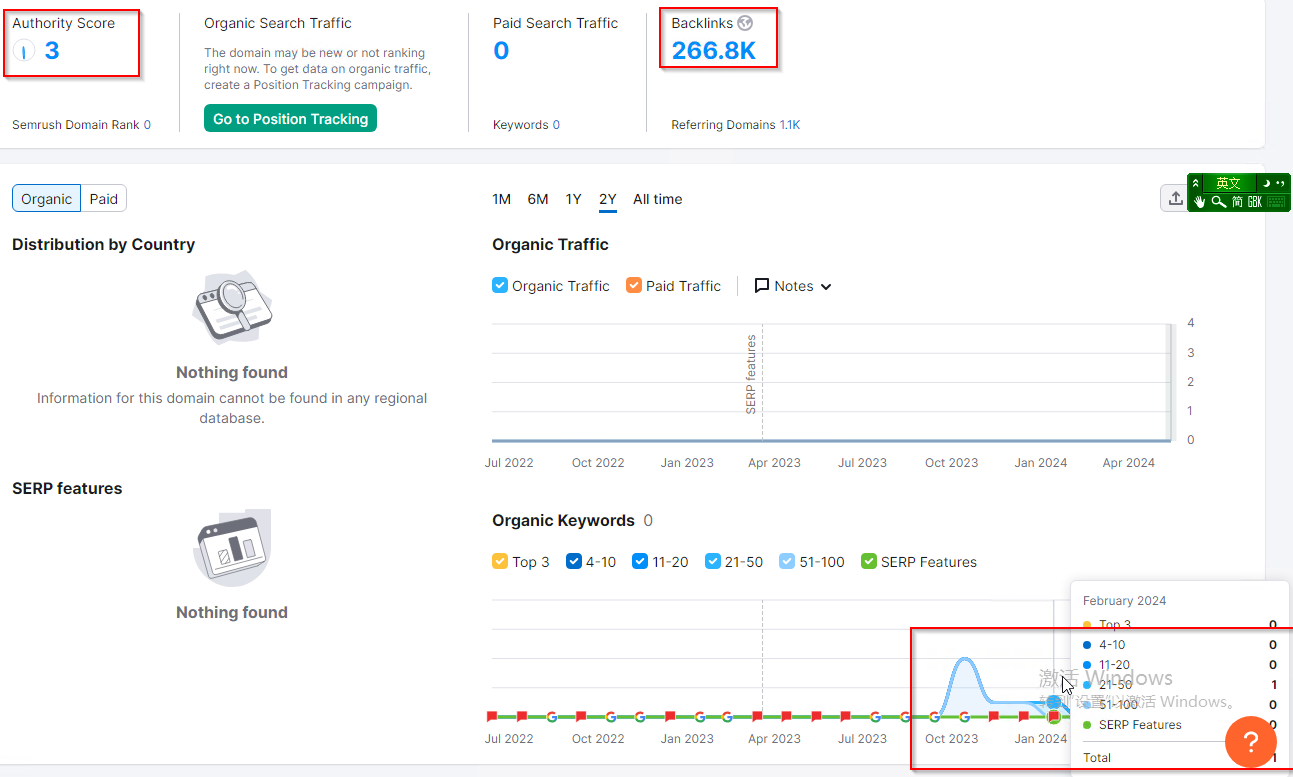 Authority Score
3
Semrush Domain Rank 0
Organic Search Traffic
The domain may be new or not ranking
right now. To get data on organic traffic,
create a Position Tracking campaign.
Go to Position Tracking
Paid Search Traffic
0
Keywords 0
Backlinks
266.8K
Referring Domains 1.1K
英文
简 GBK
Organic Paid
1M 6M 1Y 2Y All time
Distribution by Country
Nothing found
Information for this domain cannot be found in any regional
database.
SERP features
Nothing found
Organic Traffic
Organic Traffic Paid Traffic Notes
4
3
2
1
0
SERP features
Jul 2022 Oct 2022 Jan 2023 Apr 2023 Jul 2023 Oct 2023 Jan 2024 Apr 2024
Organic Keywords 0
Top 3 4-10 11-20 21-50 51-100 SERP Features
Jul 2022 Oct 2022 Jan 2023 Apr 2023 Jul 2023 Oct 2023 Jan 2024
February 2024
Top 3 0
4-10 0
11-20 0
21-50 1
51-100 0
SERP Features 0
Total 1
激活 Windows
转到"设置"以激活 Windows。
?